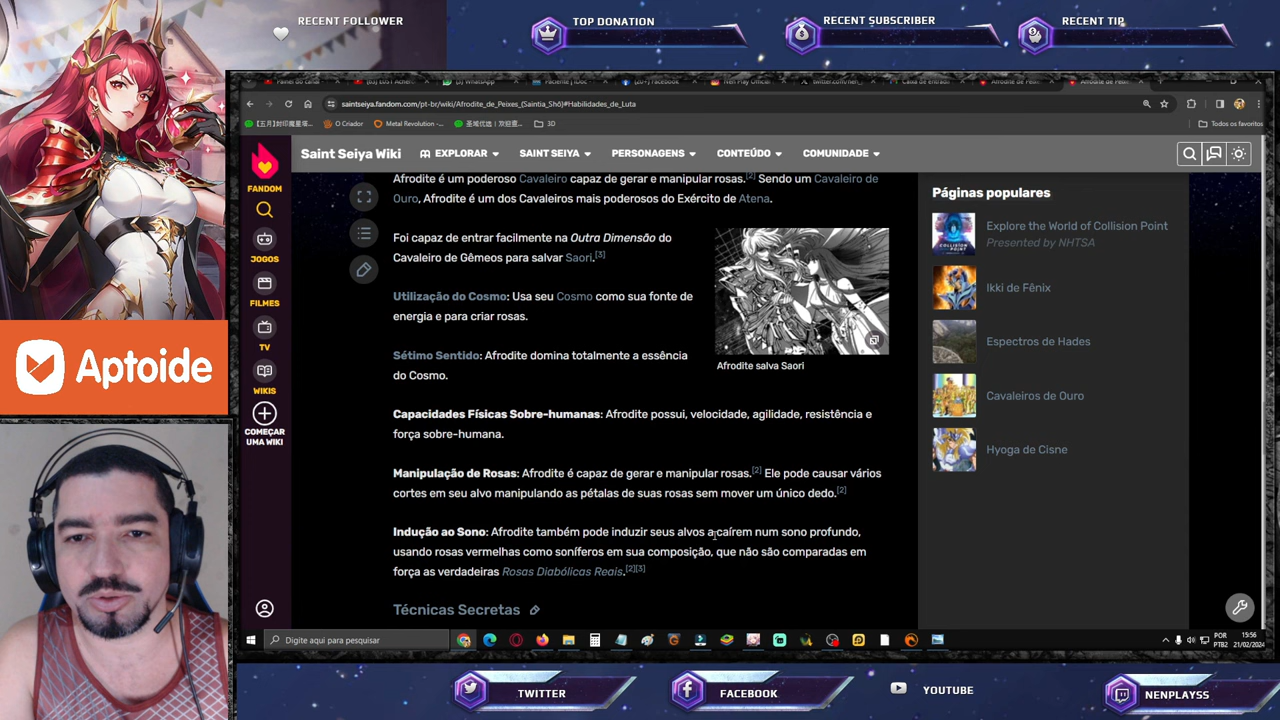 RECENT FOLLOWER
TOP DONATION
RECENT SUBSCRIBER
RECENT TIP
WhatsApp
Facebook
saintseiya.fandom.com/pt-br/wiki/Afrodite_de_Peixes_(Saintia_Shō)#Habilidades_de_Luta
O Criador
Metal Revolution -...
3D
Todos os favoritos
Saint Seiya Wiki
EXPLORAR
SAINT SEIYA
PERSONAGENS
CONTEÚDO
COMUNIDADE
FANDOM
JOGOS
FILMES
TV
WIKIS
COMEÇAR
UMA WIKI
Afrodite é um poderoso Cavaleiro capaz de gerar e manipular rosas.[2] Sendo um Cavaleiro de
Ouro, Afrodite é um dos Cavaleiros mais poderosos do Exército de Atena.
Foi capaz de entrar facilmente na Outra Dimensão do
Cavaleiro de Gêmeos para salvar Saori.[3]
Utilização do Cosmo: Usa seu Cosmo como sua fonte de
energia e para criar rosas.
Sétimo Sentido: Afrodite domina totalmente a essência
do Cosmo.
Afrodite salva Saori
Capacidades Físicas Sobre-humanas: Afrodite possui, velocidade, agilidade, resistência e
força sobre-humana.
Manipulação de Rosas: Afrodite é capaz de gerar e manipular rosas.[2] Ele pode causar vários
cortes em seu alvo manipulando as pétalas de suas rosas sem mover um único dedo.[2]
Indução ao Sono: Afrodite também pode induzir seus alvos a caírem num sono profundo,
usando rosas vermelhas como soníferos em sua composição, que não são comparadas em
força as verdadeiras Rosas Diabólicas Reais.[2][3]
Técnicas Secretas
Páginas populares
Explore the World of Collision Point
Presented by NHTSA
Ikki de Fênix
Espectros de Hades
Cavaleiros de Ouro
Hyoga de Cisne
Aptoide
Digite aqui para pesquisar
POR
PTB2
15:56
21/02/2024
TWITTER
FACEBOOK
YOUTUBE
NENPLAYSS